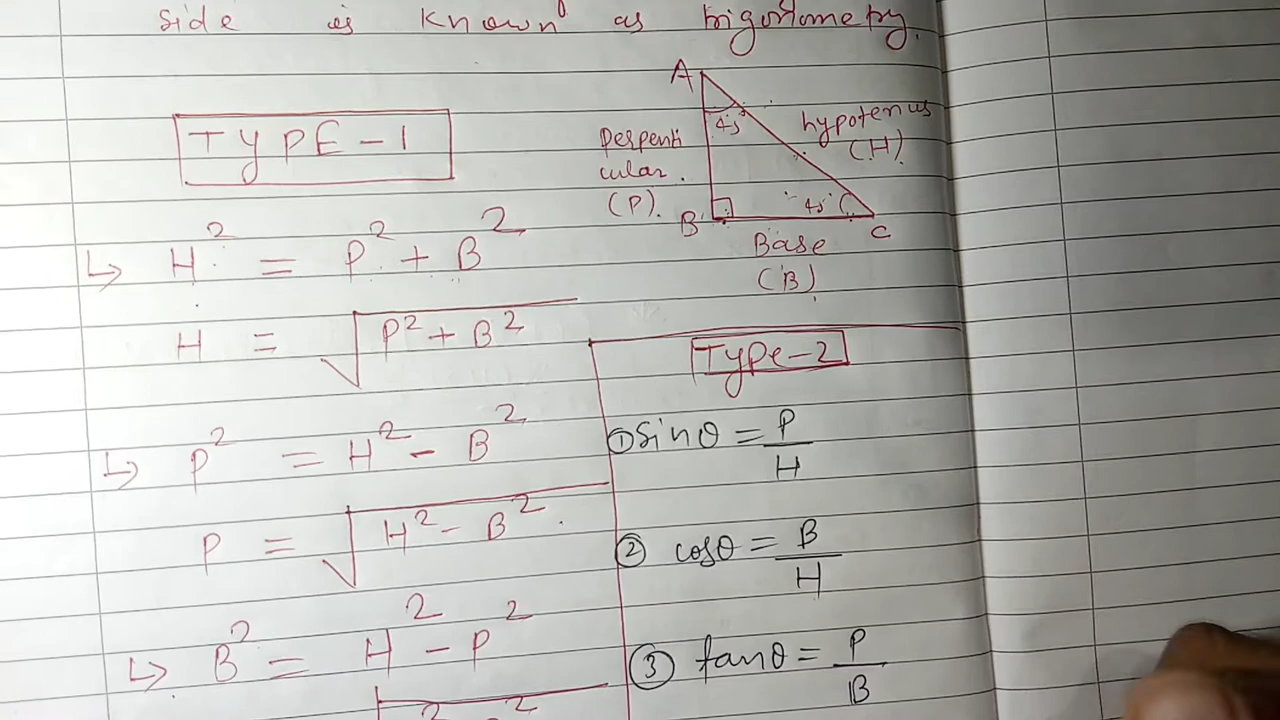 side is known as trigonometry.
TYPE-1
A
45
hypotenus
(H)
Perpendi
cular.
(P).
B
45°
C
Base
(B)
H² = P² + B²
H = √P² + B²
P² = H² - B²
P = √H² - B².
B² = H² - P²
Type-2
① sinθ = P/H
② cosθ = B/H
③ tanθ = P/B